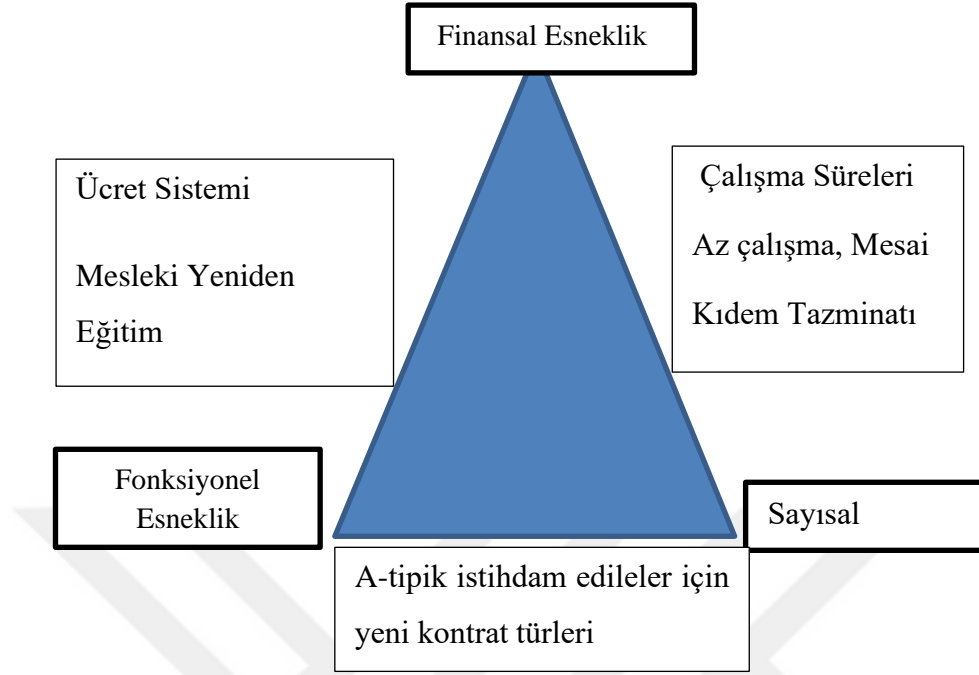 Finansal Esneklik
Ücret Sistemi
Mesleki Yeniden
Eğitim
Çalışma Süreleri
Az çalışma, Mesai
Kıdem Tazminatı
Fonksiyonel
Esneklik
Sayısal
A-tipik istihdam edileler için
yeni kontrat türleri